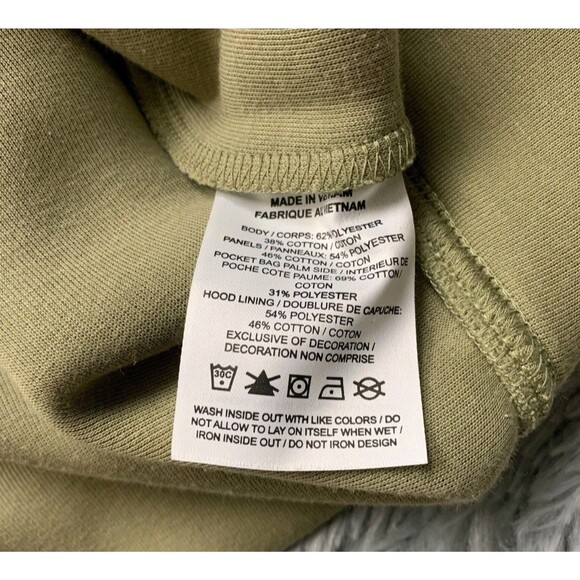 MADE IN VIETNAM
FABRIQUE AU VIETNAM
BODY / CORPS: 62% POLYESTER
38% COTTON / COTON
PANELS / PANNEAUX: 54% POLYESTER
46% COTTON / COTON
POCKET BAG PALM SIDE / INTERIEUR DE
POCHE COTE PAUME: 69% COTTON /
COTON
31% POLYESTER
HOOD LINING / DOUBLURE DE CAPUCHE:
54% POLYESTER
46% COTTON / COTON
EXCLUSIVE OF DECORATION /
DECORATION NON COMPRISE
30C
WASH INSIDE OUT WITH LIKE COLORS / DO
NOT ALLOW TO LAY ON ITSELF WHEN WET /
IRON INSIDE OUT / DO NOT IRON DESIGN